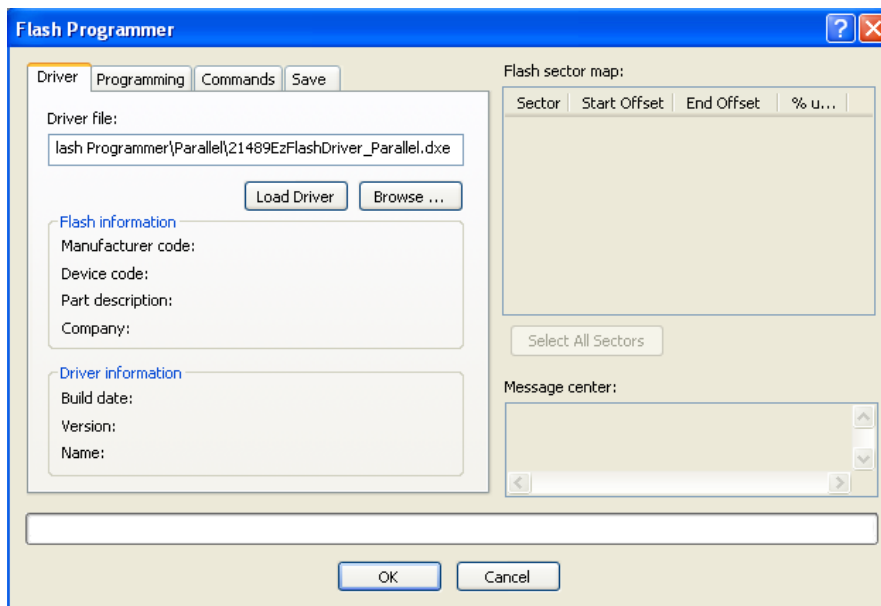 Flash Programmer
Driver Programming Commands Save
Driver file:
lash Programmer\Parallel\21489EzFlashDriver_Parallel.dxe
Load Driver Browse ...
Flash information
Manufacturer code:
Device code:
Part description:
Company:
Driver information
Build date:
Version:
Name:
Flash sector map:
Sector Start Offset End Offset % u...
Select All Sectors
Message center:
OK Cancel